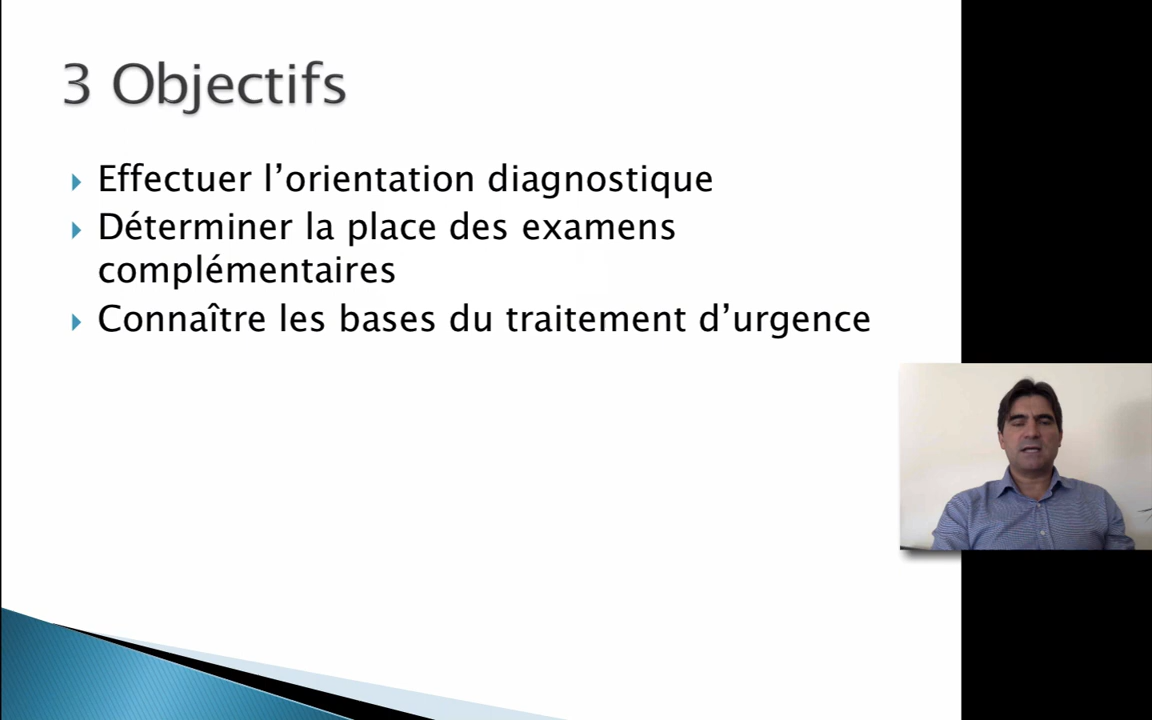 3 Objectifs
Effectuer l’orientation diagnostique
Déterminer la place des examens
complémentaires
Connaître les bases du traitement d’urgence